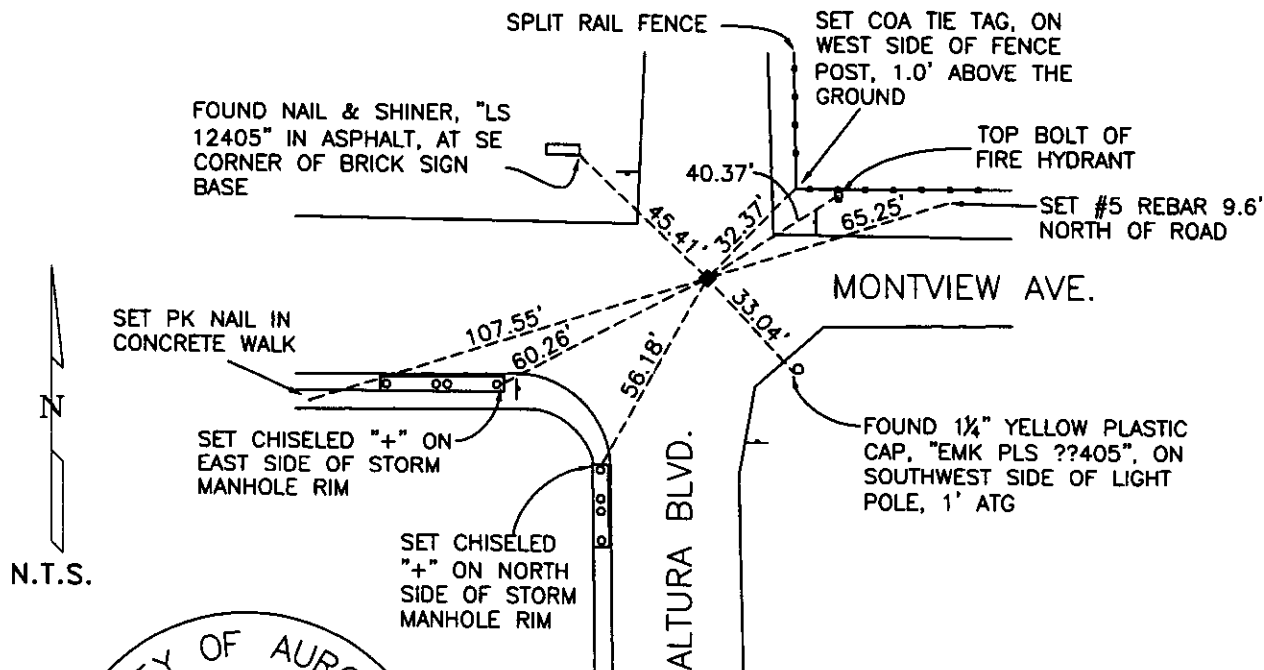 SPLIT RAIL FENCE
SET COA TIE TAG, ON
WEST SIDE OF FENCE
POST, 1.0' ABOVE THE
GROUND
FOUND NAIL & SHINER, "LS
12405" IN ASPHALT, AT SE
CORNER OF BRICK SIGN
BASE
TOP BOLT OF
FIRE HYDRANT
40.37'
45.41'
32.37'
65.25'
SET #5 REBAR 9.6'
NORTH OF ROAD
MONTVIEW AVE.
33.04'
SET PK NAIL IN
CONCRETE WALK
107.55'
60.26'
56.18'
N
N.T.S.
SET CHISELED "+" ON
EAST SIDE OF STORM
MANHOLE RIM
FOUND 1¼" YELLOW PLASTIC
CAP, "EMK PLS ??405", ON
SOUTHWEST SIDE OF LIGHT
POLE, 1' ATG
SET CHISELED
"+" ON NORTH
SIDE OF STORM
MANHOLE RIM
ALTURA BLVD.
OF